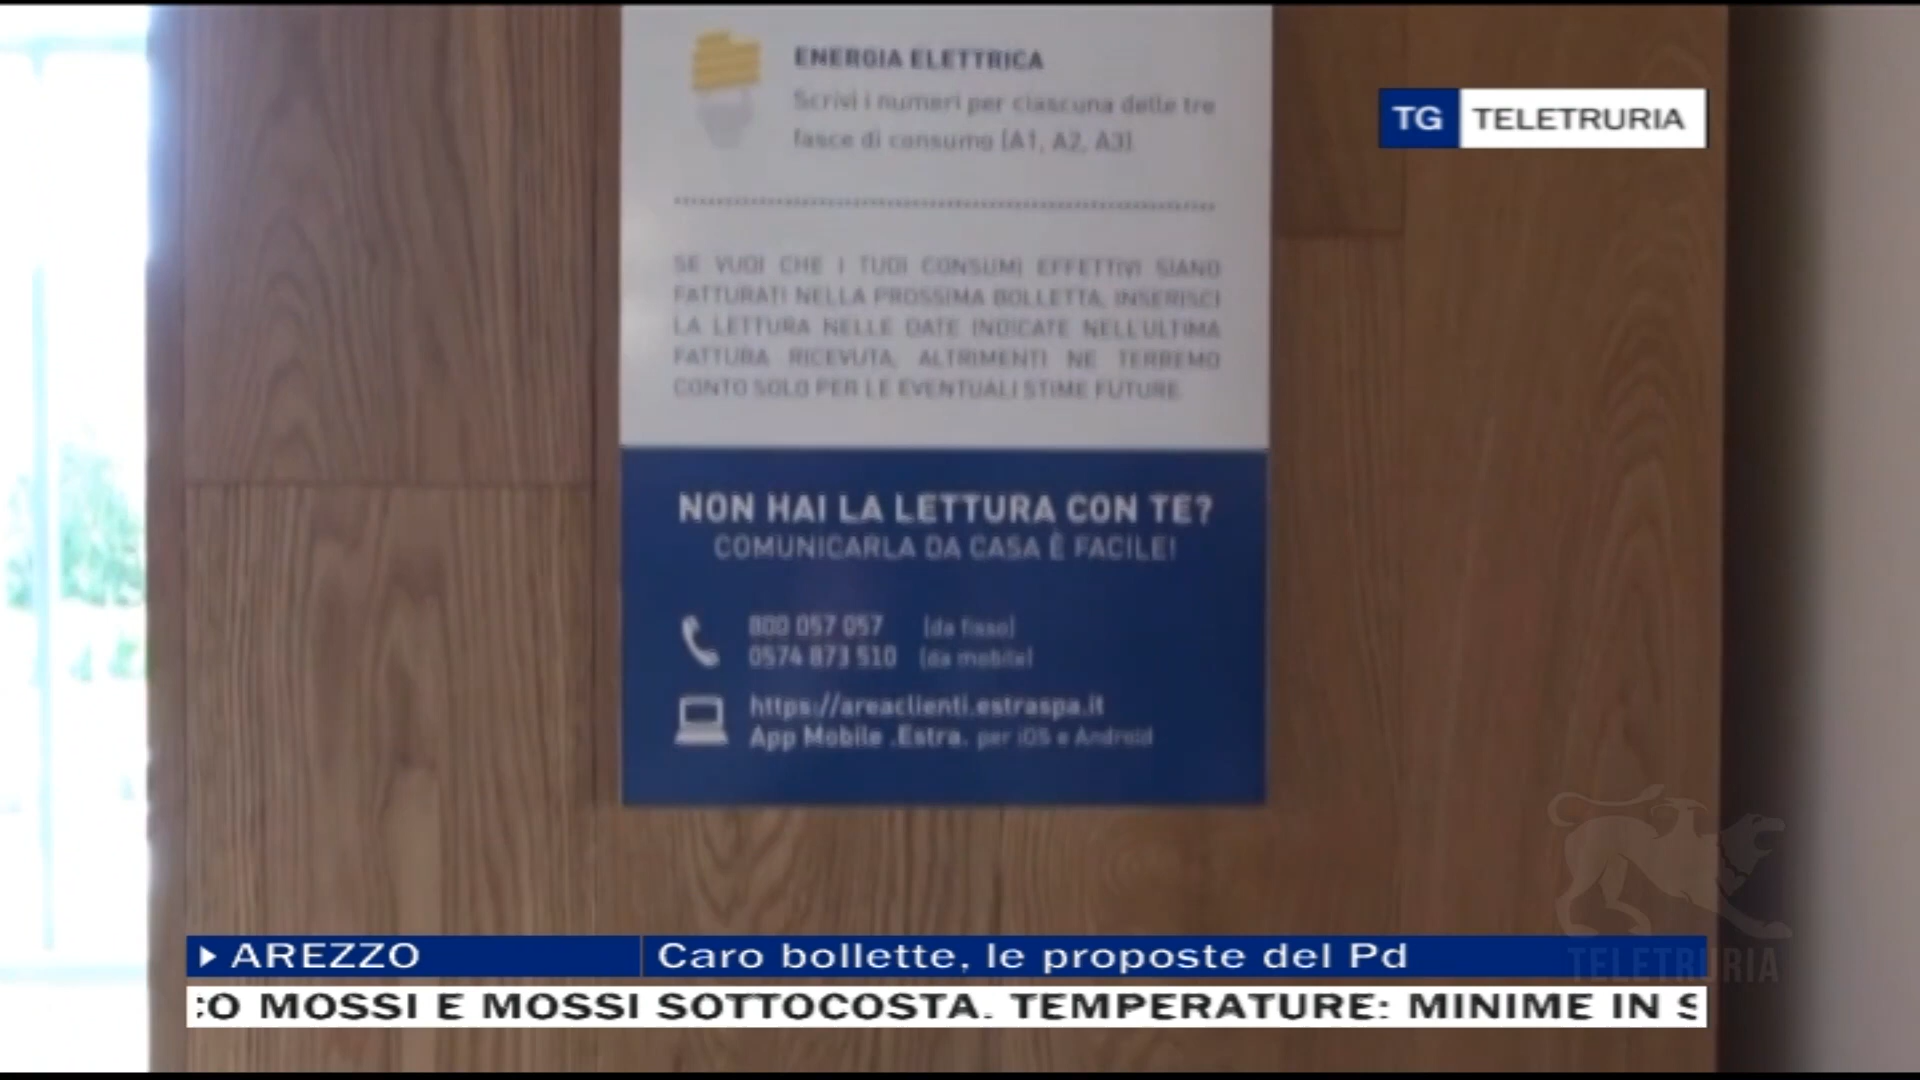 ENERGIA ELETTRICA
Scrivi i numeri per ciascuna delle tre
fasce di consumo (A1, A2, A3).
TG TELETRURIA
SE VUOI CHE I TUOI CONSUMI EFFETTIVI SIANO
FATTURATI NELLA PROSSIMA BOLLETTA, INSERISCI
LA LETTURA NELLE DATE INDICATE NELL'ULTIMA
FATTURA RICEVUTA, ALTRIMENTI NE TERREMO
CONTO SOLO PER LE EVENTUALI STIME FUTURE.
NON HAI LA LETTURA CON TE?
COMUNICARLA DA CASA È FACILE!
800 057 057 (da fisso)
0574 873 510 (da mobile)
https://areaclienti.estraspa.it
App Mobile .Estra. per iOS e Android
TELETRURIA
AREZZO Caro bollette, le proposte del Pd
CO MOSSI E MOSSI SOTTOCOSTA. TEMPERATURE: MINIME IN S